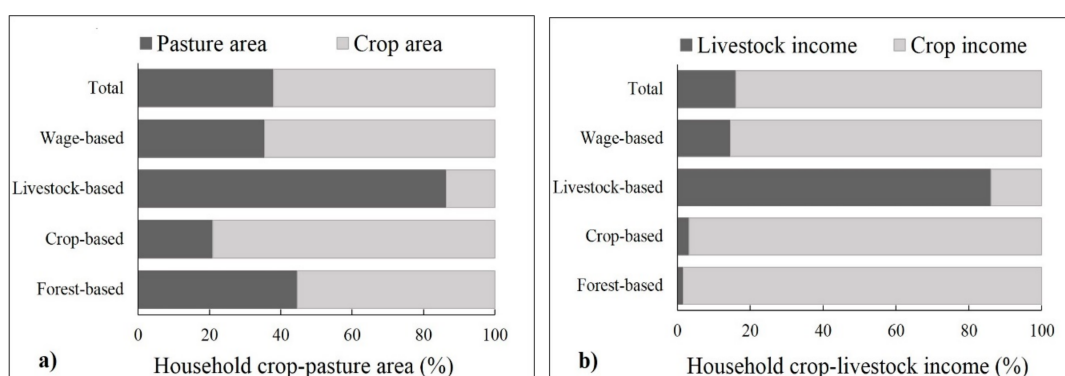 Pasture area Crop area
Total
Wage-based
Livestock-based
Crop-based
Forest-based
0 20 40 60 80 100
a) Household crop-pasture area (%)
Livestock income Crop income
Total
Wage-based
Livestock-based
Crop-based
Forest-based
0 20 40 60 80 100
b) Household crop-livestock income (%)